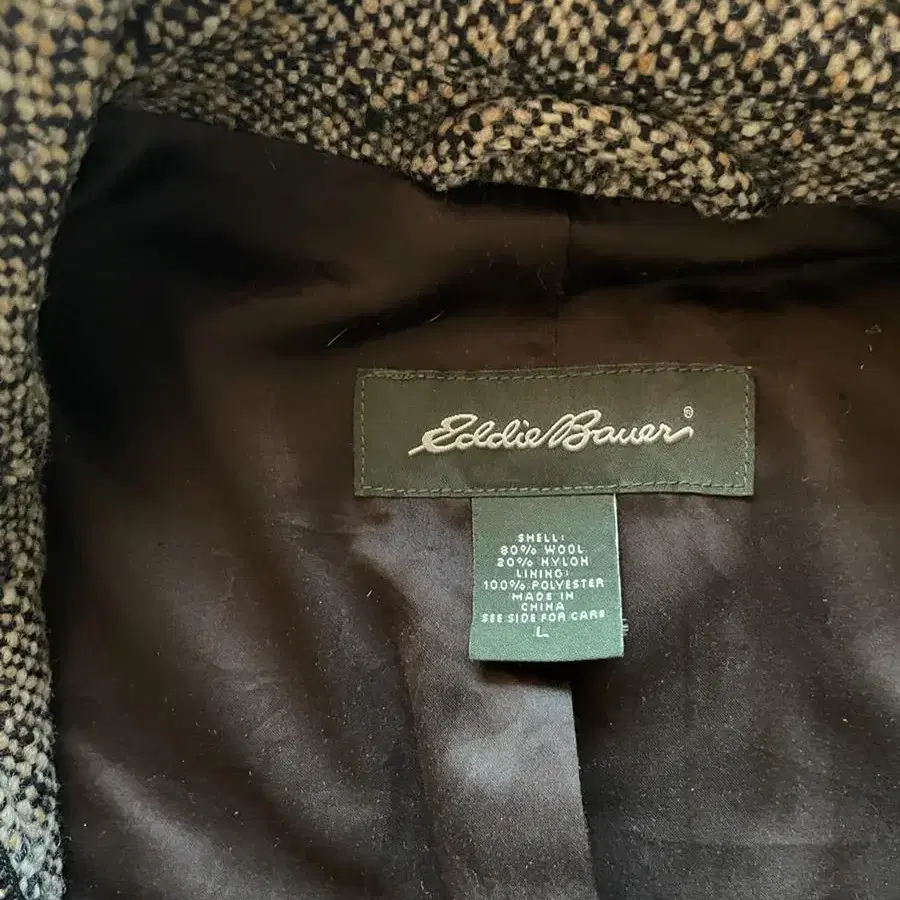 Eddie Bauer®
SHELL:
80% WOOL
20% NYLON
LINING:
100% POLYESTER
MADE IN
CHINA
SEE SIDE FOR CARE
L